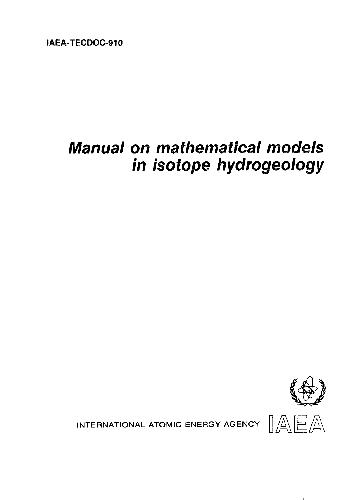 IAEA-TECDOC-910
Manual on mathematical models
in isotope hydrogeology
INTERNATIONAL ATOMIC ENERGY AGENCY IAEA